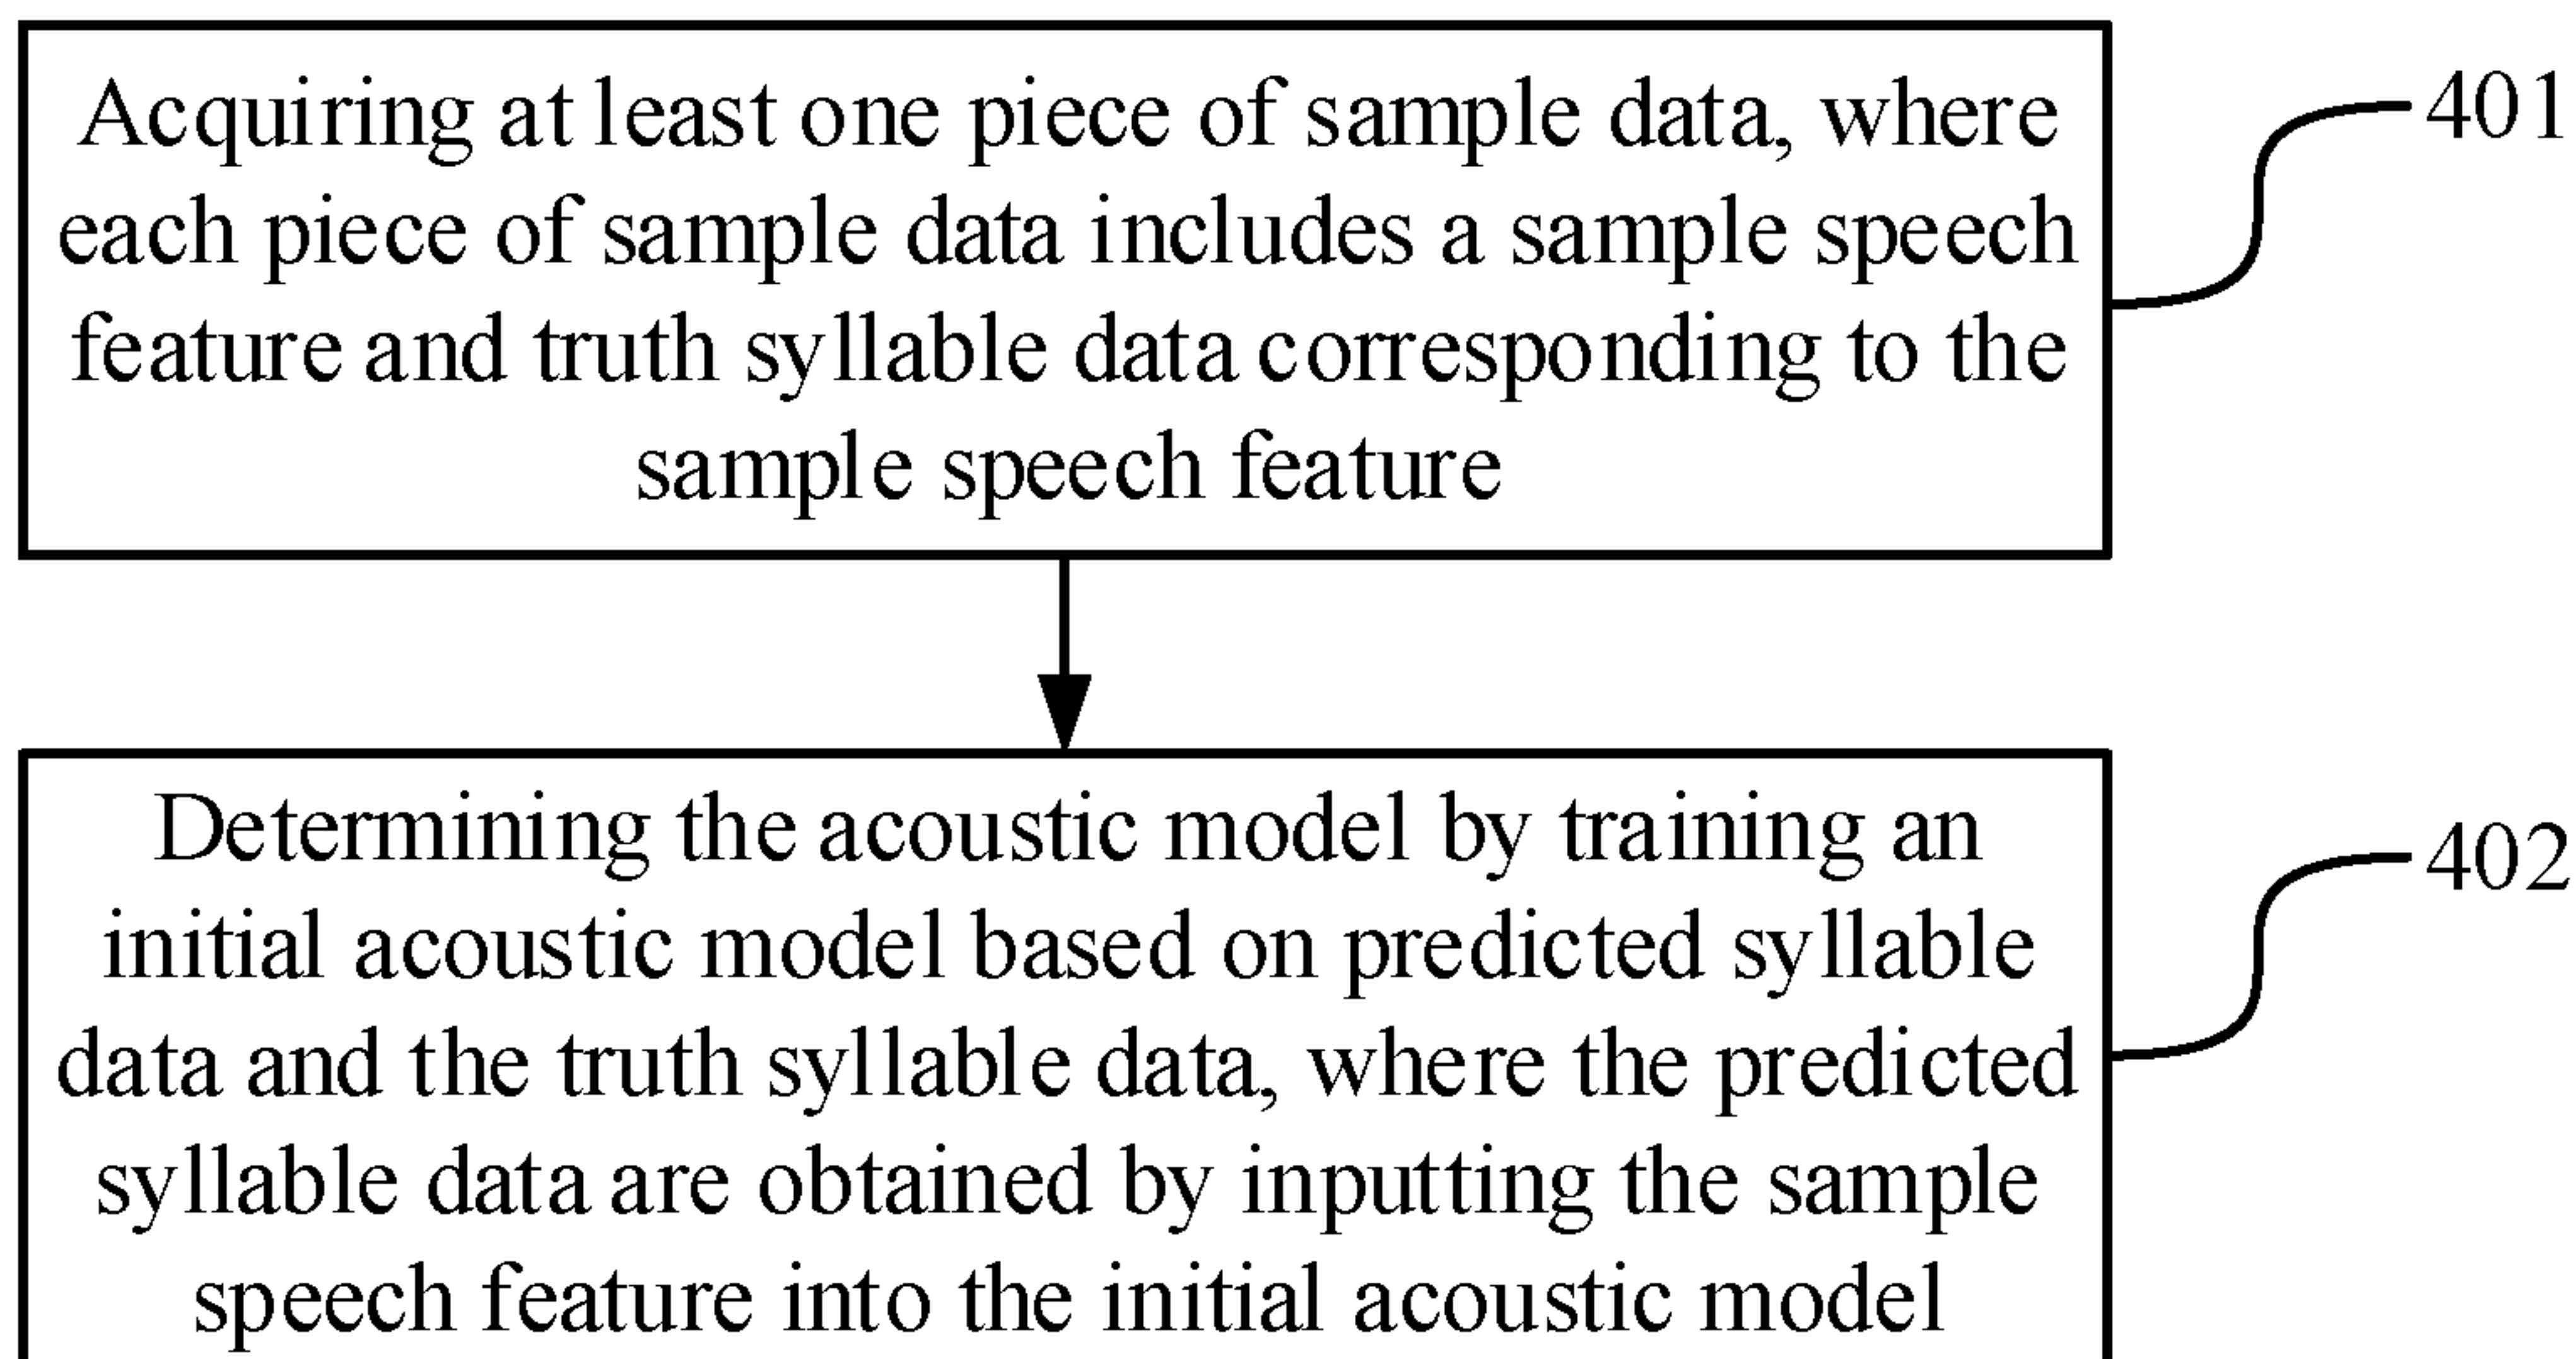 Acquiring at least one piece of sample data, where
each piece of sample data includes a sample speech
feature and truth syllable data corresponding to the
sample speech feature
401
Determining the acoustic model by training an
initial acoustic model based on predicted syllable
data and the truth syllable data, where the predicted
syllable data are obtained by inputting the sample
speech feature into the initial acoustic model
402